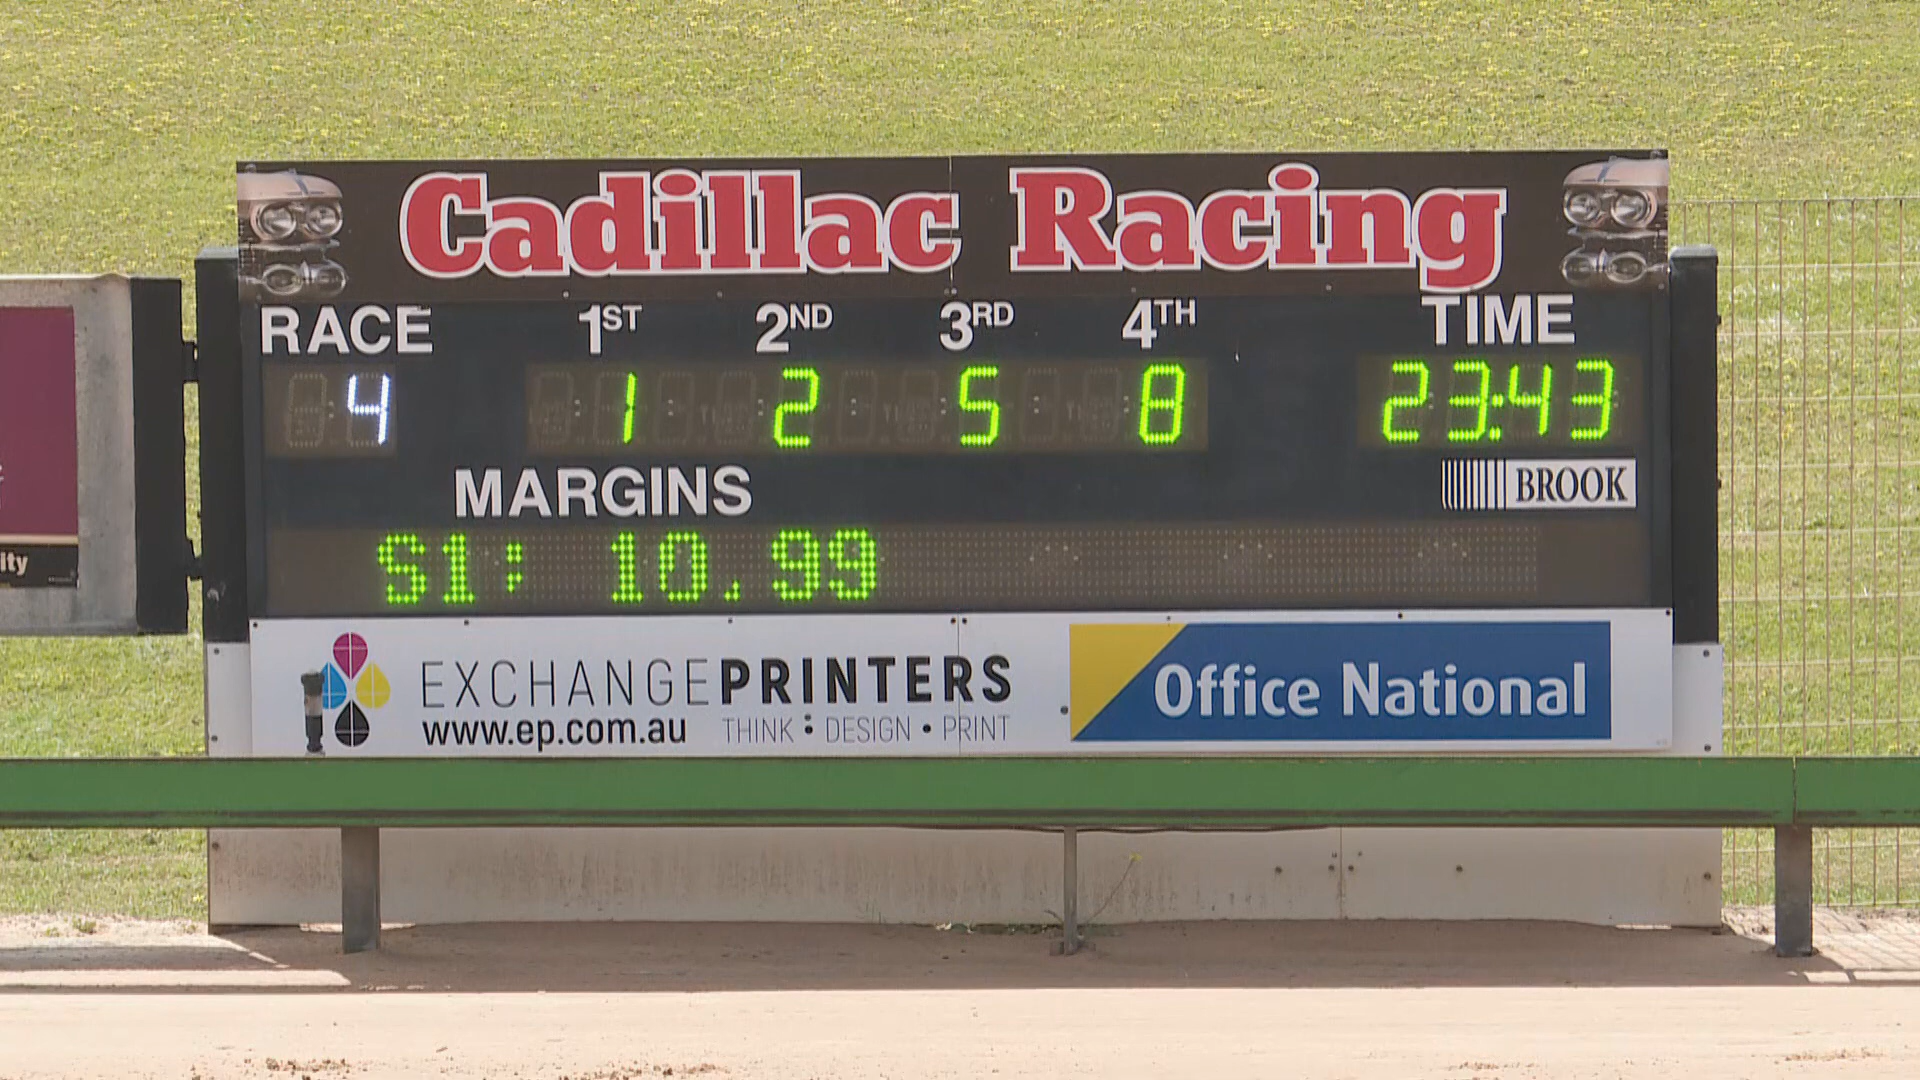 Cadillac Racing
RACE 1ST 2ND 3RD 4TH TIME
4 1 2 5 8 23:43
MARGINS BROOK
S1: 10.99
ity
EXCHANGEPRINTERS
www.ep.com.au THINK • DESIGN • PRINT
Office National